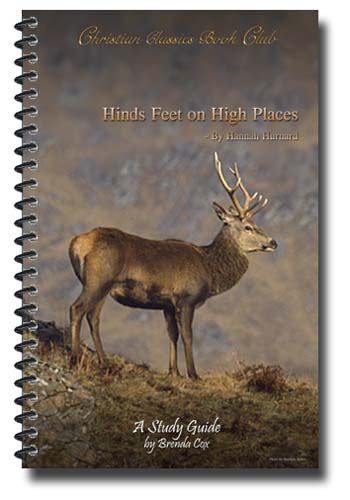 Christian Classics Book Club
Hinds Feet on High Places
- By Hannah Hurnard
A Study Guide
by Brenda Cox